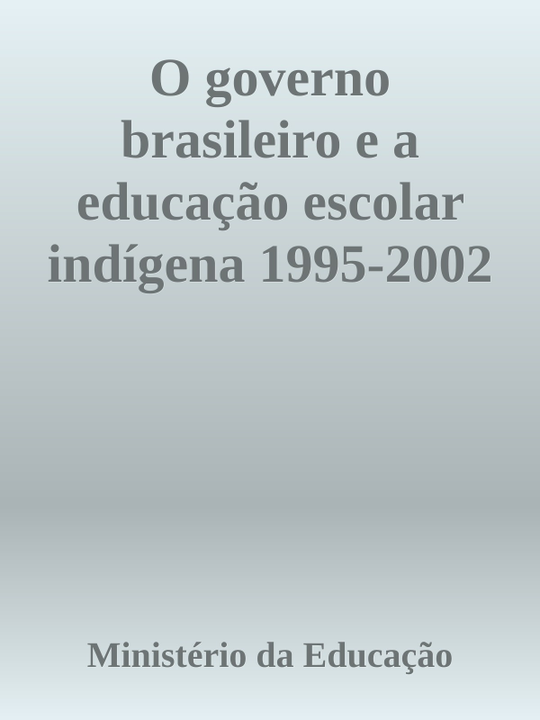 O governo
brasileiro e a
educação escolar
indígena 1995-2002
Ministério da Educação